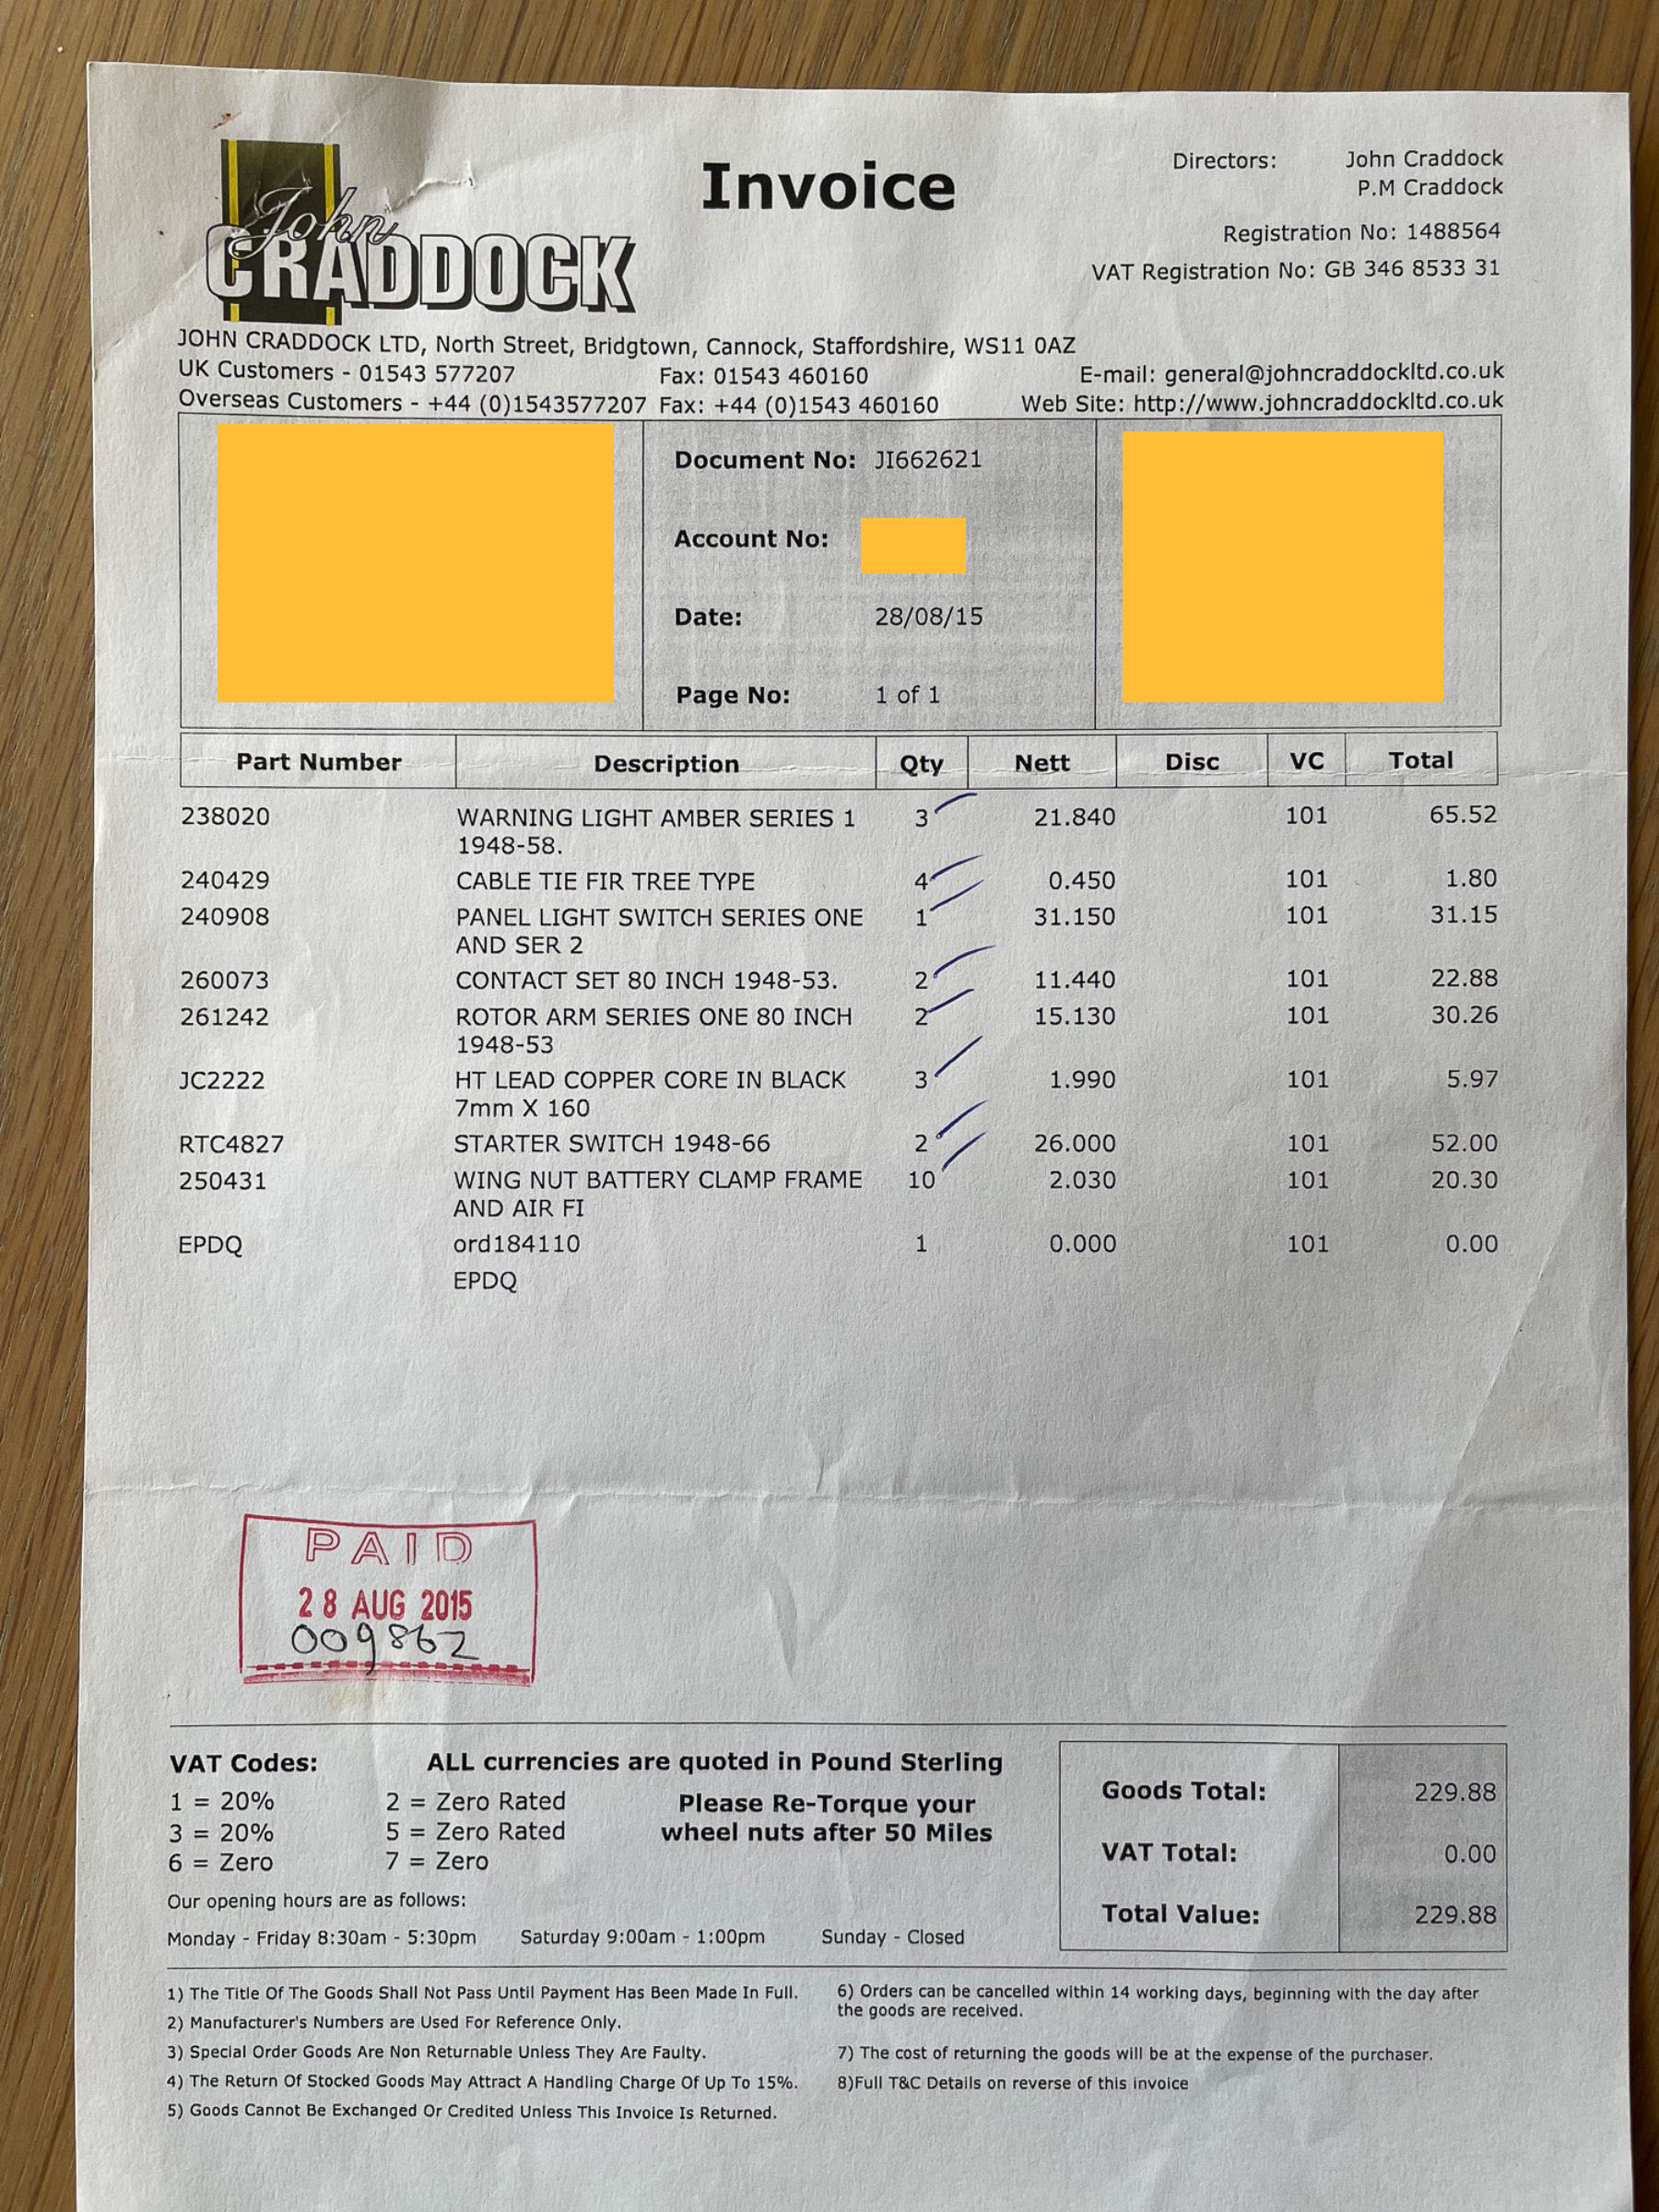 John
CRADDOCK
Invoice
Directors: John Craddock
P.M Craddock
Registration No: 1488564
VAT Registration No: GB 346 8533 31
JOHN CRADDOCK LTD, North Street, Bridgtown, Cannock, Staffordshire, WS11 0AZ
UK Customers - 01543 577207 Fax: 01543 460160 E-mail: general@johncraddockltd.co.uk
Overseas Customers - +44 (0)1543577207 Fax: +44 (0)1543 460160 Web Site: http://www.johncraddockltd.co.uk
Document No: JI662621
Account No:
Date: 28/08/15
Page No: 1 of 1
Part Number Description Qty Nett Disc VC Total
238020 WARNING LIGHT AMBER SERIES 1 3 21.840 101 65.52
1948-58.
240429 CABLE TIE FIR TREE TYPE 4 0.450 101 1.80
240908 PANEL LIGHT SWITCH SERIES ONE 1 31.150 101 31.15
AND SER 2
260073 CONTACT SET 80 INCH 1948-53. 2 11.440 101 22.88
261242 ROTOR ARM SERIES ONE 80 INCH 2 15.130 101 30.26
1948-53
JC2222 HT LEAD COPPER CORE IN BLACK 3 1.990 101 5.97
7mm X 160
RTC4827 STARTER SWITCH 1948-66 2 26.000 101 52.00
250431 WING NUT BATTERY CLAMP FRAME 10 2.030 101 20.30
AND AIR FI
EPDQ ord184110 1 0.000 101 0.00
EPDQ
PAID
28 AUG 2015
009862
VAT Codes: ALL currencies are quoted in Pound Sterling
1 = 20% 2 = Zero Rated Please Re-Torque your
3 = 20% 5 = Zero Rated wheel nuts after 50 Miles
6 = Zero 7 = Zero
Goods Total: 229.88
VAT Total: 0.00
Total Value: 229.88
Our opening hours are as follows:
Monday - Friday 8:30am - 5:30pm Saturday 9:00am - 1:00pm Sunday - Closed
1) The Title Of The Goods Shall Not Pass Until Payment Has Been Made In Full.
2) Manufacturer's Numbers are Used For Reference Only.
3) Special Order Goods Are Non Returnable Unless They Are Faulty.
4) The Return Of Stocked Goods May Attract A Handling Charge Of Up To 15%.
5) Goods Cannot Be Exchanged Or Credited Unless This Invoice Is Returned.
6) Orders can be cancelled within 14 working days, beginning with the day after
the goods are received.
7) The cost of returning the goods will be at the expense of the purchaser.
8)Full T&C Details on reverse of this invoice